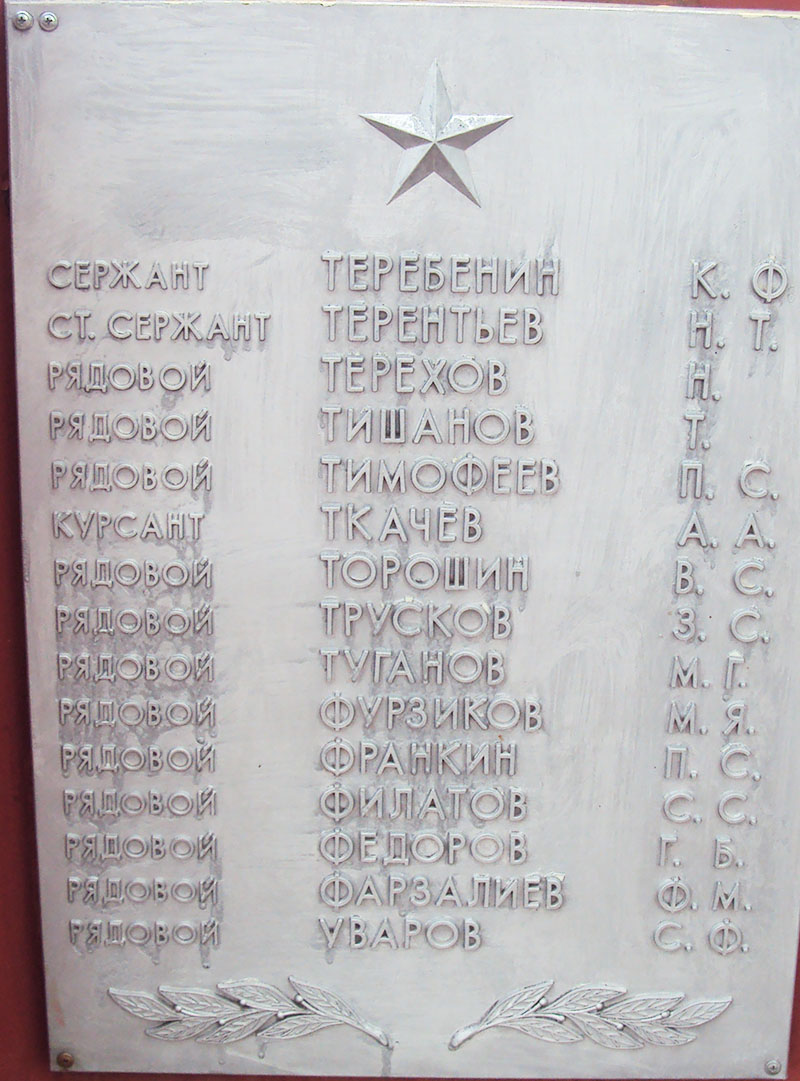 СЕРЖАНТ ТЕРЕБЕНИН К. Ф
СТ. СЕРЖАНТ ТЕРЕНТЬЕВ Н. Т.
РЯДОВОЙ ТЕРЕХОВ Н.
РЯДОВОЙ ТИШАНОВ Т.
РЯДОВОЙ ТИМОФЕЕВ П. С.
КУРСАНТ ТКАЧЕВ А. А.
РЯДОВОЙ ТОРОШИН В. С.
РЯДОВОЙ ТРУСКОВ З. С.
РЯДОВОЙ ТУГАНОВ М. Г.
РЯДОВОЙ ФУРЗИКОВ М. Я.
РЯДОВОЙ ФРАНКИН П. С.
РЯДОВОЙ ФИЛАТОВ С. С.
РЯДОВОЙ ФЕДОРОВ Г. Б.
РЯДОВОЙ ФАРЗАЛИЕВ Ф. М.
РЯДОВОЙ УВАРОВ С. Ф.